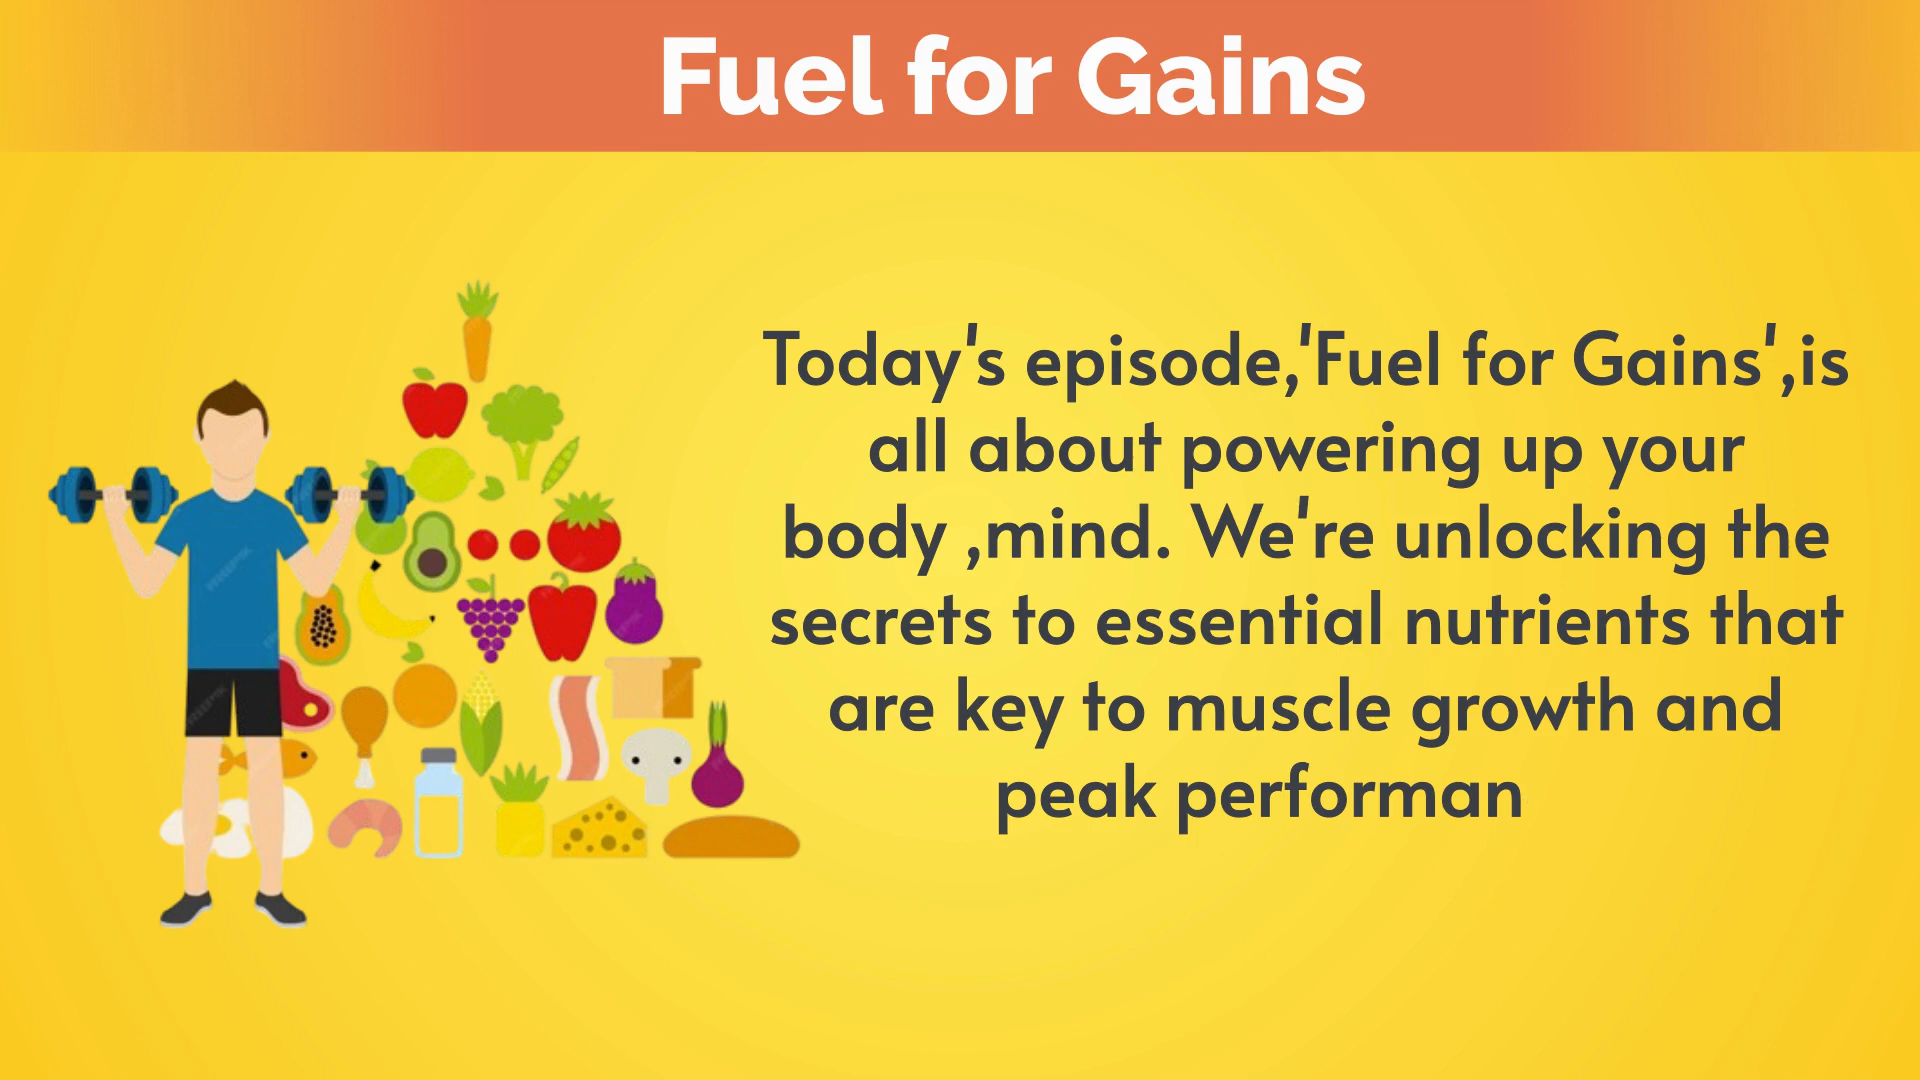 Fuel for Gains
Today's episode,'Fuel for Gains',is
all about powering up your
body ,mind. We're unlocking the
secrets to essential nutrients that
are key to muscle growth and
peak performan